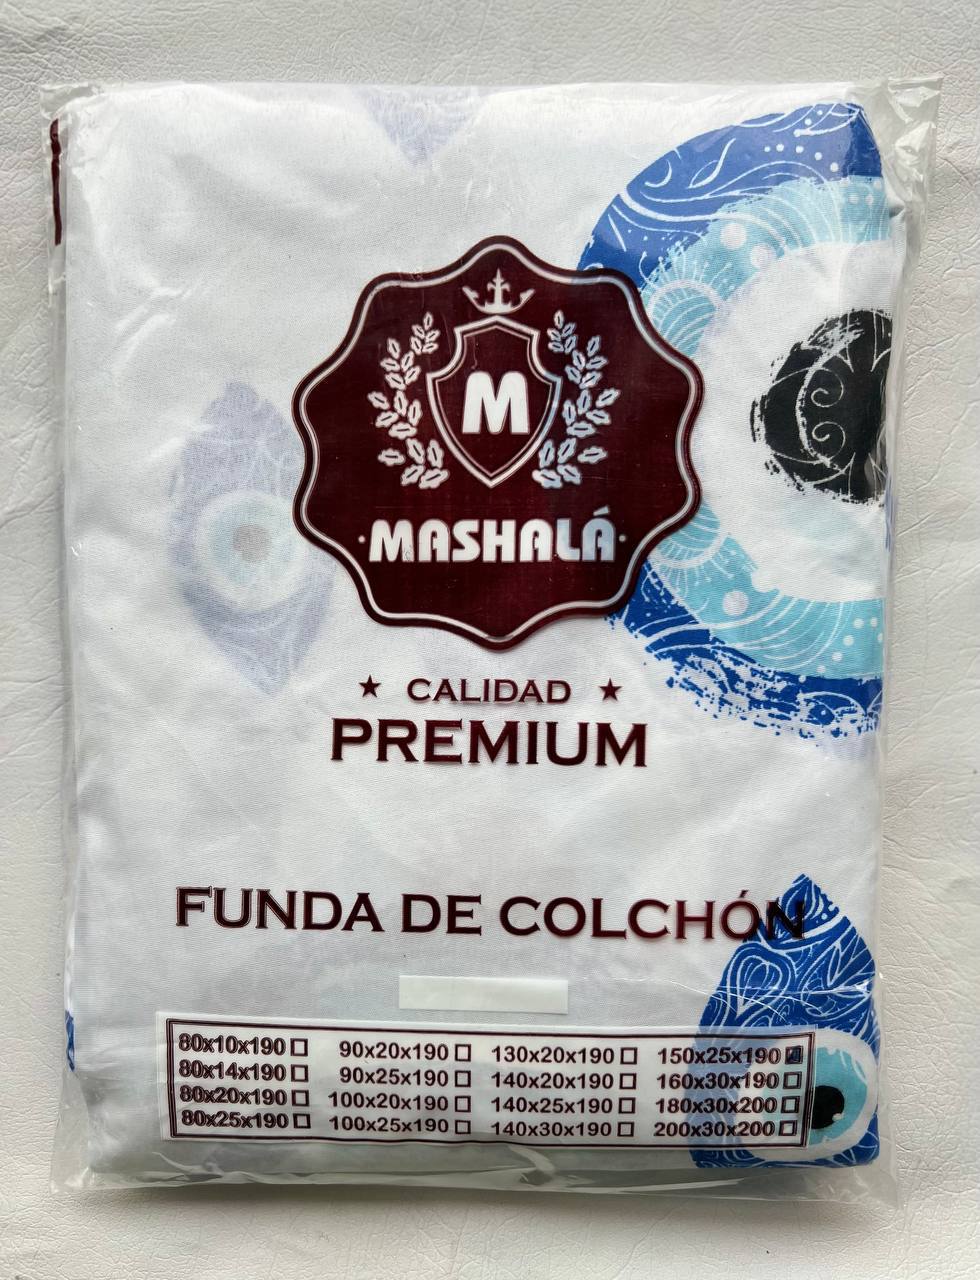 M
MASHALÁ
CALIDAD
PREMIUM
FUNDA DE COLCHÓN
80x10x190 90x20x190 130x20x190 150x25x190
80x14x190 90x25x190 140x20x190 160x30x190
80x20x190 100x20x190 140x25x190 180x30x200
80x25x190 100x25x190 140x30x190 200x30x200